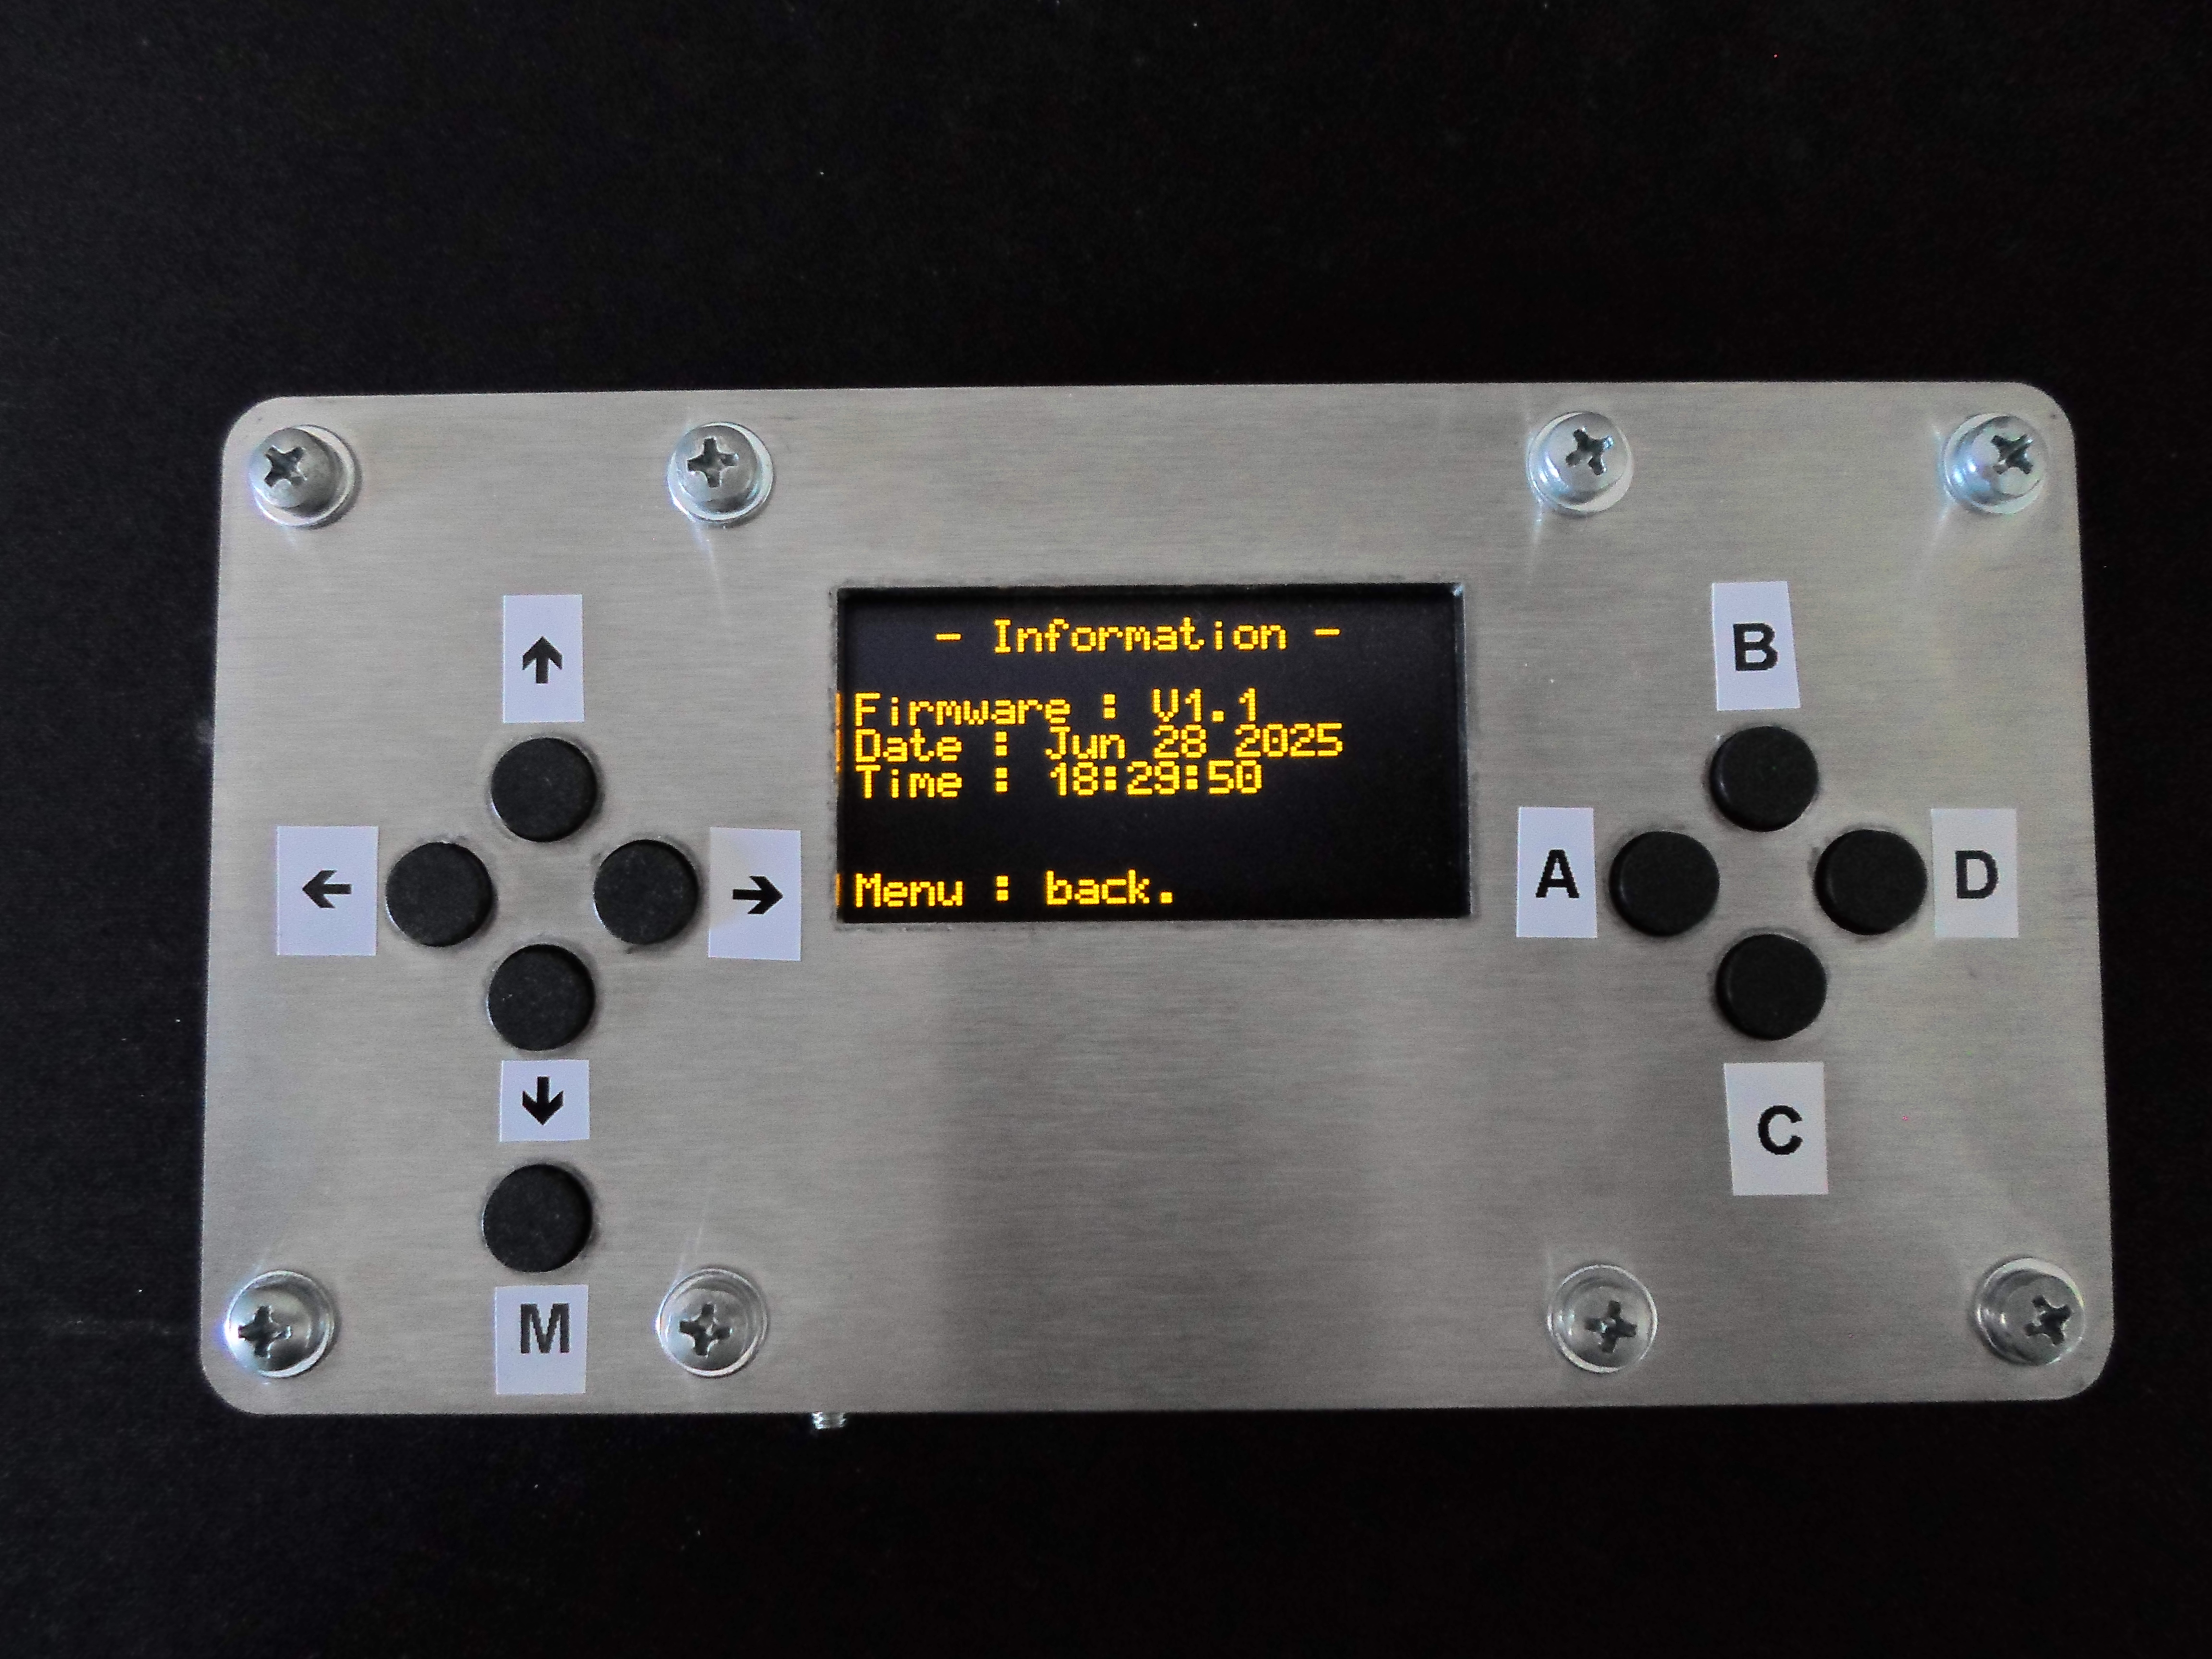 - Information -
Firmware : V1.1
Date : Jun 28 2025
Time : 18:29:50
Menu : back.
↑
←
→
↓
M
B
A
D
C